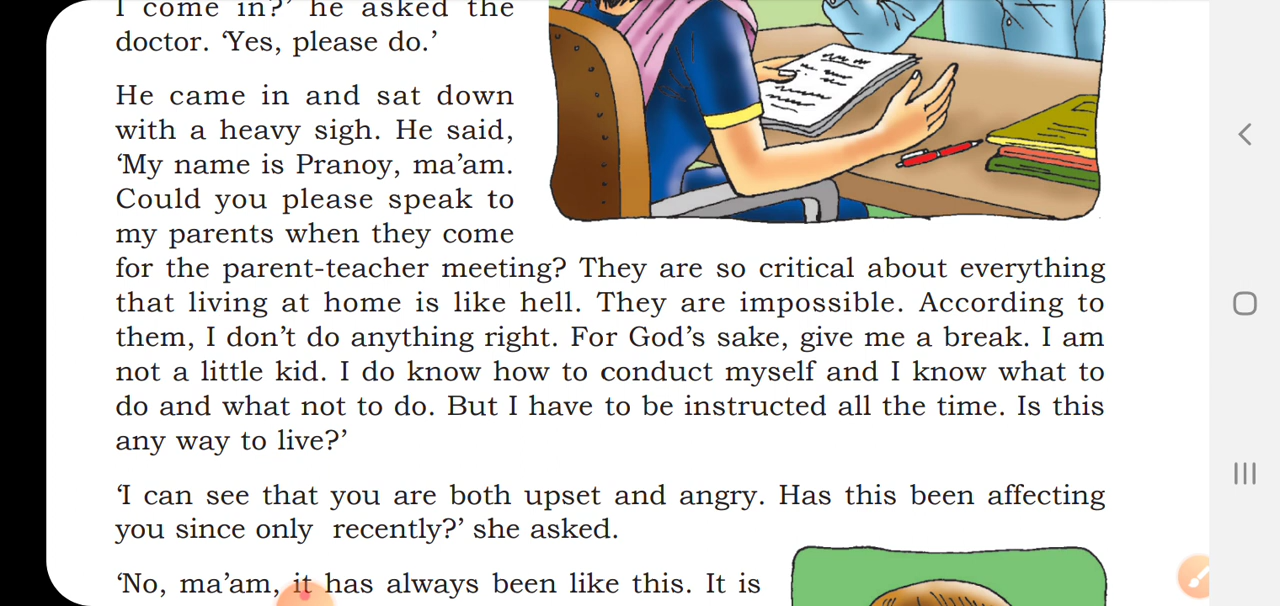 I come in?’ he asked the
doctor. ‘Yes, please do.’
He came in and sat down
with a heavy sigh. He said,
‘My name is Pranoy, ma’am.
Could you please speak to
my parents when they come
for the parent-teacher meeting? They are so critical about everything
that living at home is like hell. They are impossible. According to
them, I don’t do anything right. For God’s sake, give me a break. I am
not a little kid. I do know how to conduct myself and I know what to
do and what not to do. But I have to be instructed all the time. Is this
any way to live?’
‘I can see that you are both upset and angry. Has this been affecting
you since only recently?’ she asked.
‘No, ma’am, it has always been like this. It is